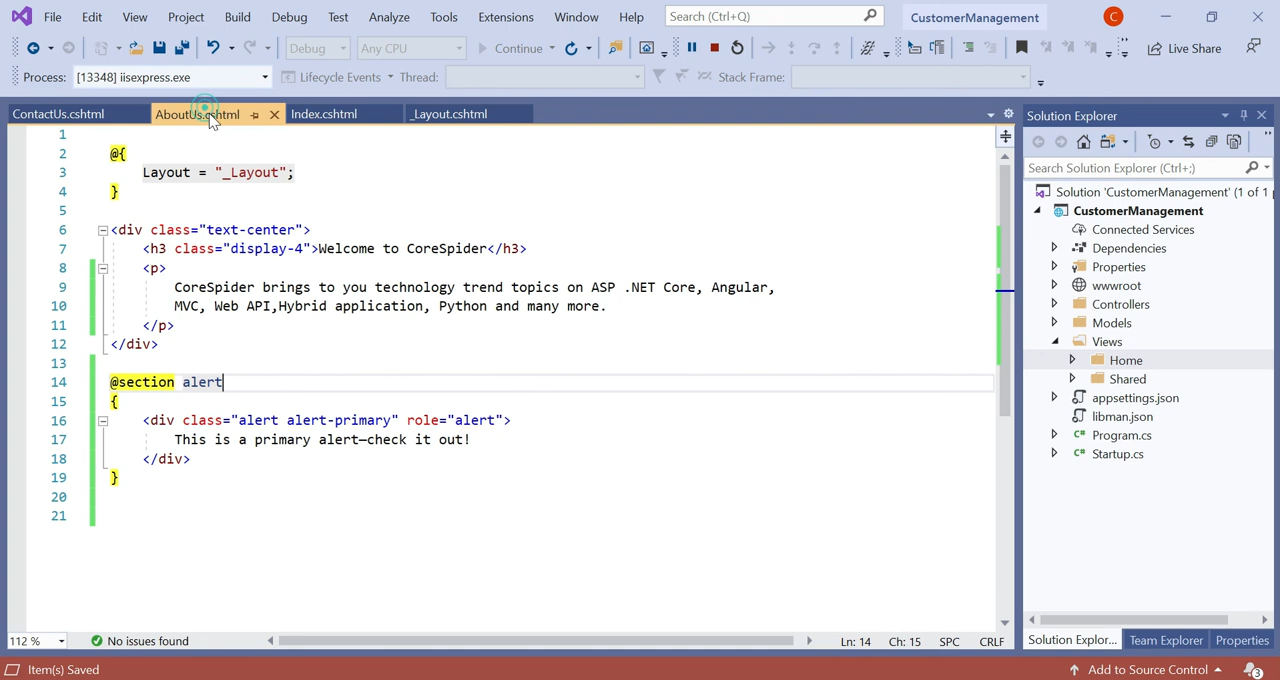 File Edit View Project Build Debug Test Analyze Tools Extensions Window Help Search (Ctrl+Q) CustomerManagement C
Debug Any CPU Continue Live Share
Process: [13348] iisexpress.exe Lifecycle Events Thread: Stack Frame:
ContactUs.cshtml AboutUs.cshtml Index.cshtml _Layout.cshtml
1
2 @{
3 Layout = "_Layout";
4 }
5
6 <div class="text-center">
7 <h3 class="display-4">Welcome to CoreSpider</h3>
8 <p>
9 CoreSpider brings to you technology trend topics on ASP .NET Core, Angular,
10 MVC, Web API,Hybrid application, Python and many more.
11 </p>
12 </div>
13
14 @section alert
15 {
16 <div class="alert alert-primary" role="alert">
17 This is a primary alert—check it out!
18 </div>
19 }
20
21
112 % No issues found Ln: 14 Ch: 15 SPC CRLF
Solution Explorer
Search Solution Explorer (Ctrl+;)
Solution 'CustomerManagement' (1 of 1 p
CustomerManagement
Connected Services
Dependencies
Properties
wwwroot
Controllers
Models
Views
Home
Shared
appsettings.json
libman.json
Program.cs
Startup.cs
Solution Explor... Team Explorer Properties
Item(s) Saved Add to Source Control 3